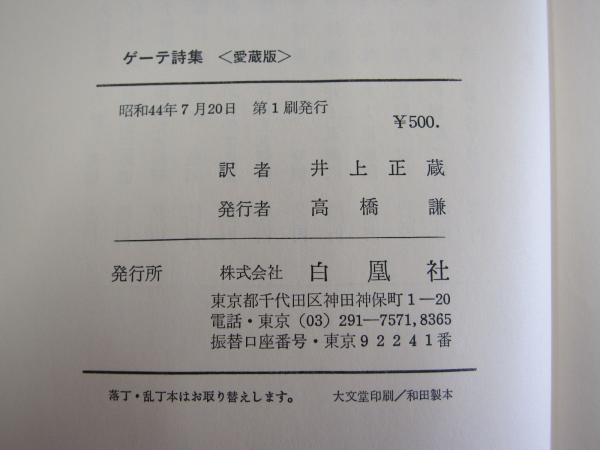 ゲーテ詩集 <愛蔵版>
昭和44年7月20日 第1刷発行
¥500.
訳者 井上正蔵
発行者 高橋謙
発行所 株式会社 白凰社
東京都千代田区神田神保町1—20
電話・東京(03)291—7571,8365
振替口座番号・東京92241番
落丁・乱丁本はお取り替えします。 大文堂印刷/和田製本